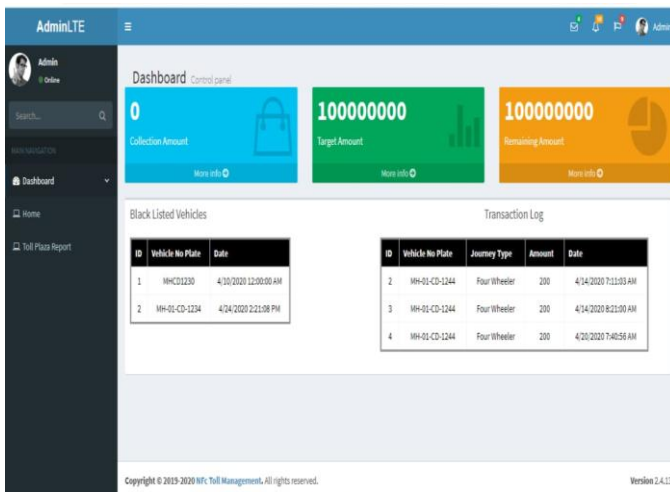 AdminLTE
Admin
Admin
Online
Search...
MAIN NAVIGATION
Dashboard
Home
Toll Plaza Report
Dashboard Control panel
0
Collection Amount
More info
100000000
Target Amount
More info
100000000
Remaining Amount
More info
Black Listed Vehicles
ID Vehicle No Plate Date
1 MHCD1230 4/10/2020 12:00:00 AM
2 MH-01-CD-1234 4/24/2020 2:21:08 PM
Transaction Log
ID Vehicle No Plate Journey Type Amount Date
2 MH-01-CD-1244 Four Wheeler 200 4/14/2020 7:11:03 AM
3 MH-01-CD-1244 Four Wheeler 200 4/14/2020 8:21:00 AM
4 MH-01-CD-1244 Four Wheeler 200 4/20/2020 7:40:56 AM
Copyright © 2019-2020 NFc Toll Management. All rights reserved.
Version